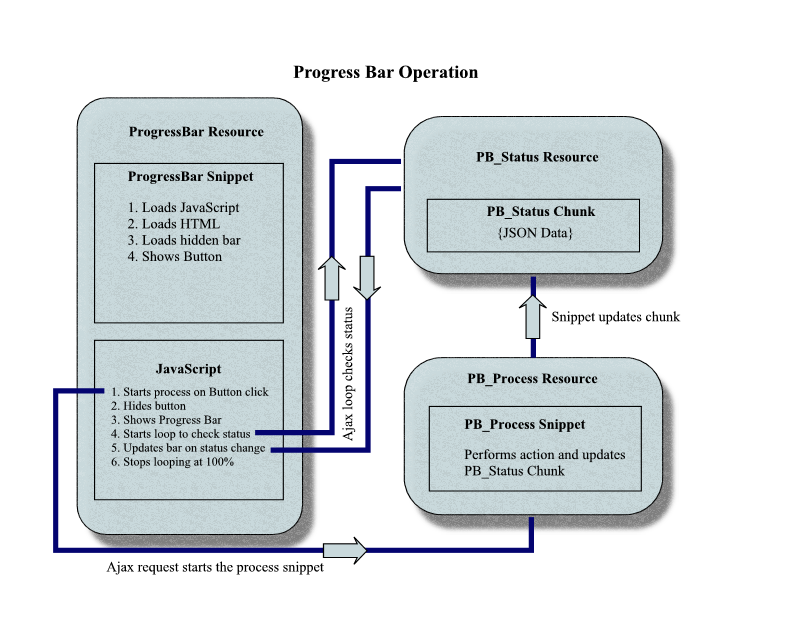 Progress Bar Operation
ProgressBar Resource
ProgressBar Snippet
1. Loads JavaScript
2. Loads HTML
3. Loads hidden bar
4. Shows Button
JavaScript
1. Starts process on Button click
2. Hides button
3. Shows Progress Bar
4. Starts loop to check status
5. Updates bar on status change
6. Stops looping at 100%
Ajax loop checks status
PB_Status Resource
PB_Status Chunk
{JSON Data}
Snippet updates chunk
PB_Process Resource
PB_Process Snippet
Performs action and updates
PB_Status Chunk
Ajax request starts the process snippet